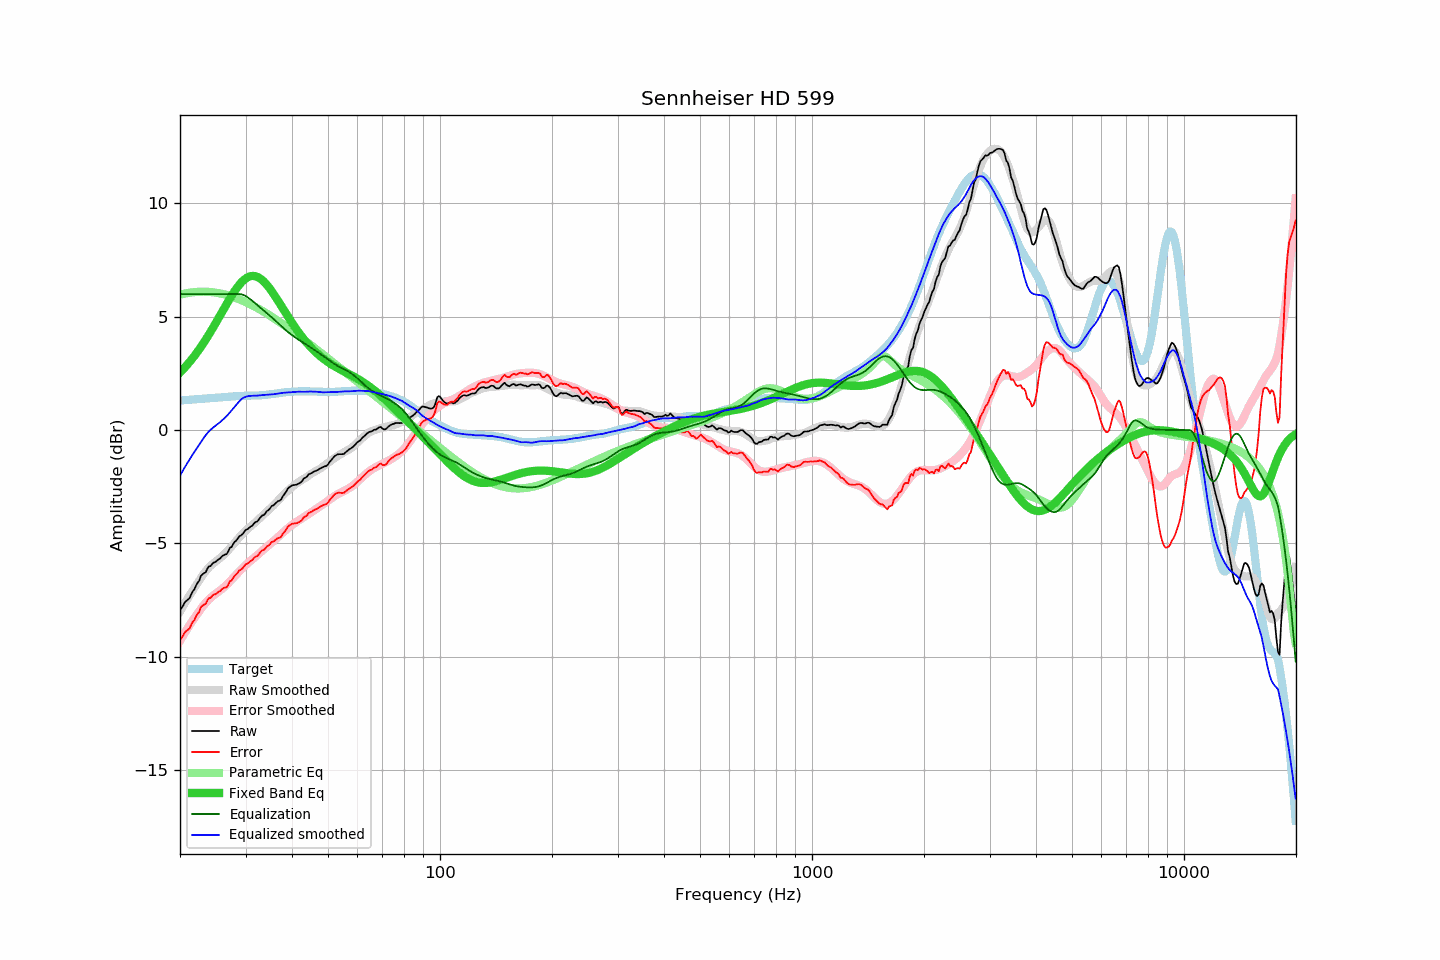 Sennheiser HD 599
Amplitude (dBr)
10
5
0
−5
−10
−15
Target
Raw Smoothed
Error Smoothed
Raw
Error
Parametric Eq
Fixed Band Eq
Equalization
Equalized smoothed
100
1000
10000
Frequency (Hz)